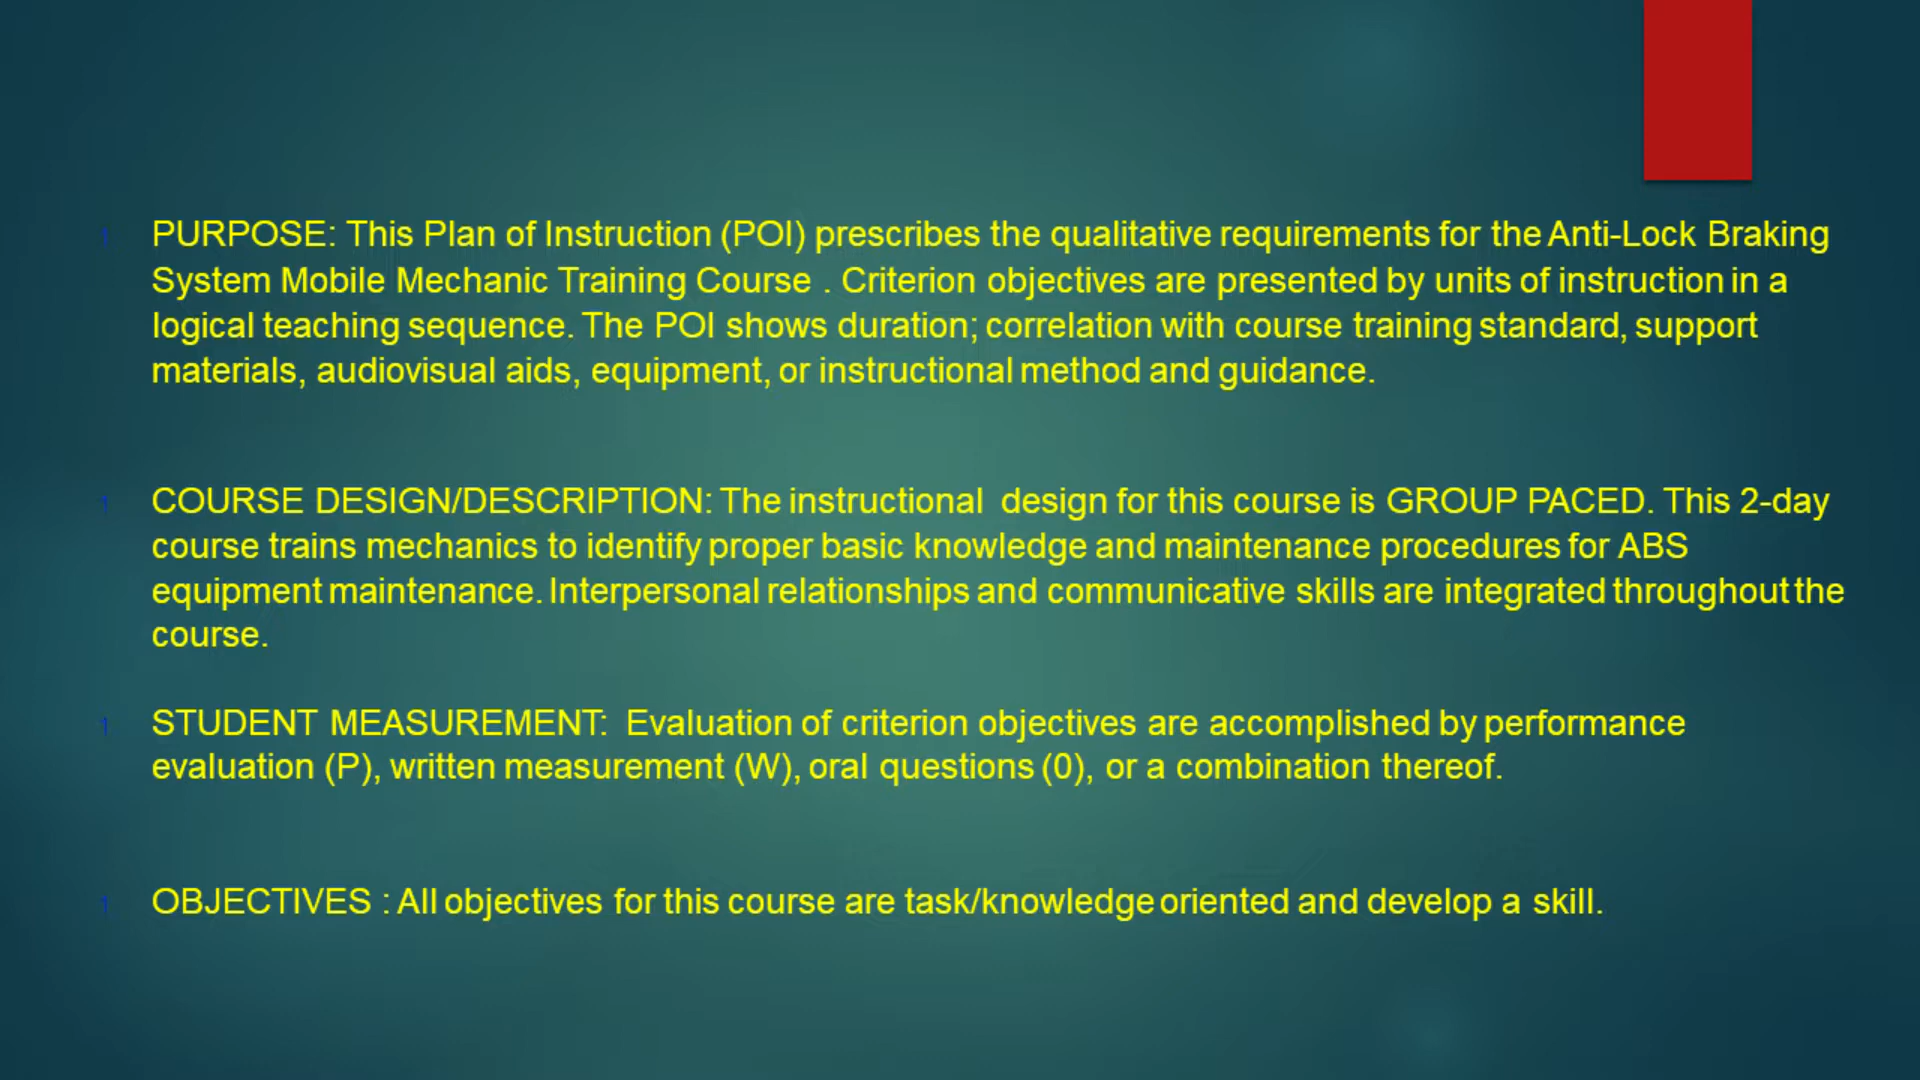 1 PURPOSE: This Plan of Instruction (POI) prescribes the qualitative requirements for the Anti-Lock Braking
System Mobile Mechanic Training Course . Criterion objectives are presented by units of instruction in a
logical teaching sequence. The POI shows duration; correlation with course training standard, support
materials, audiovisual aids, equipment, or instructional method and guidance.
1 COURSE DESIGN/DESCRIPTION: The instructional design for this course is GROUP PACED. This 2-day
course trains mechanics to identify proper basic knowledge and maintenance procedures for ABS
equipment maintenance. Interpersonal relationships and communicative skills are integrated throughout the
course.
1 STUDENT MEASUREMENT: Evaluation of criterion objectives are accomplished by performance
evaluation (P), written measurement (W), oral questions (0), or a combination thereof.
1 OBJECTIVES : All objectives for this course are task/knowledge oriented and develop a skill.